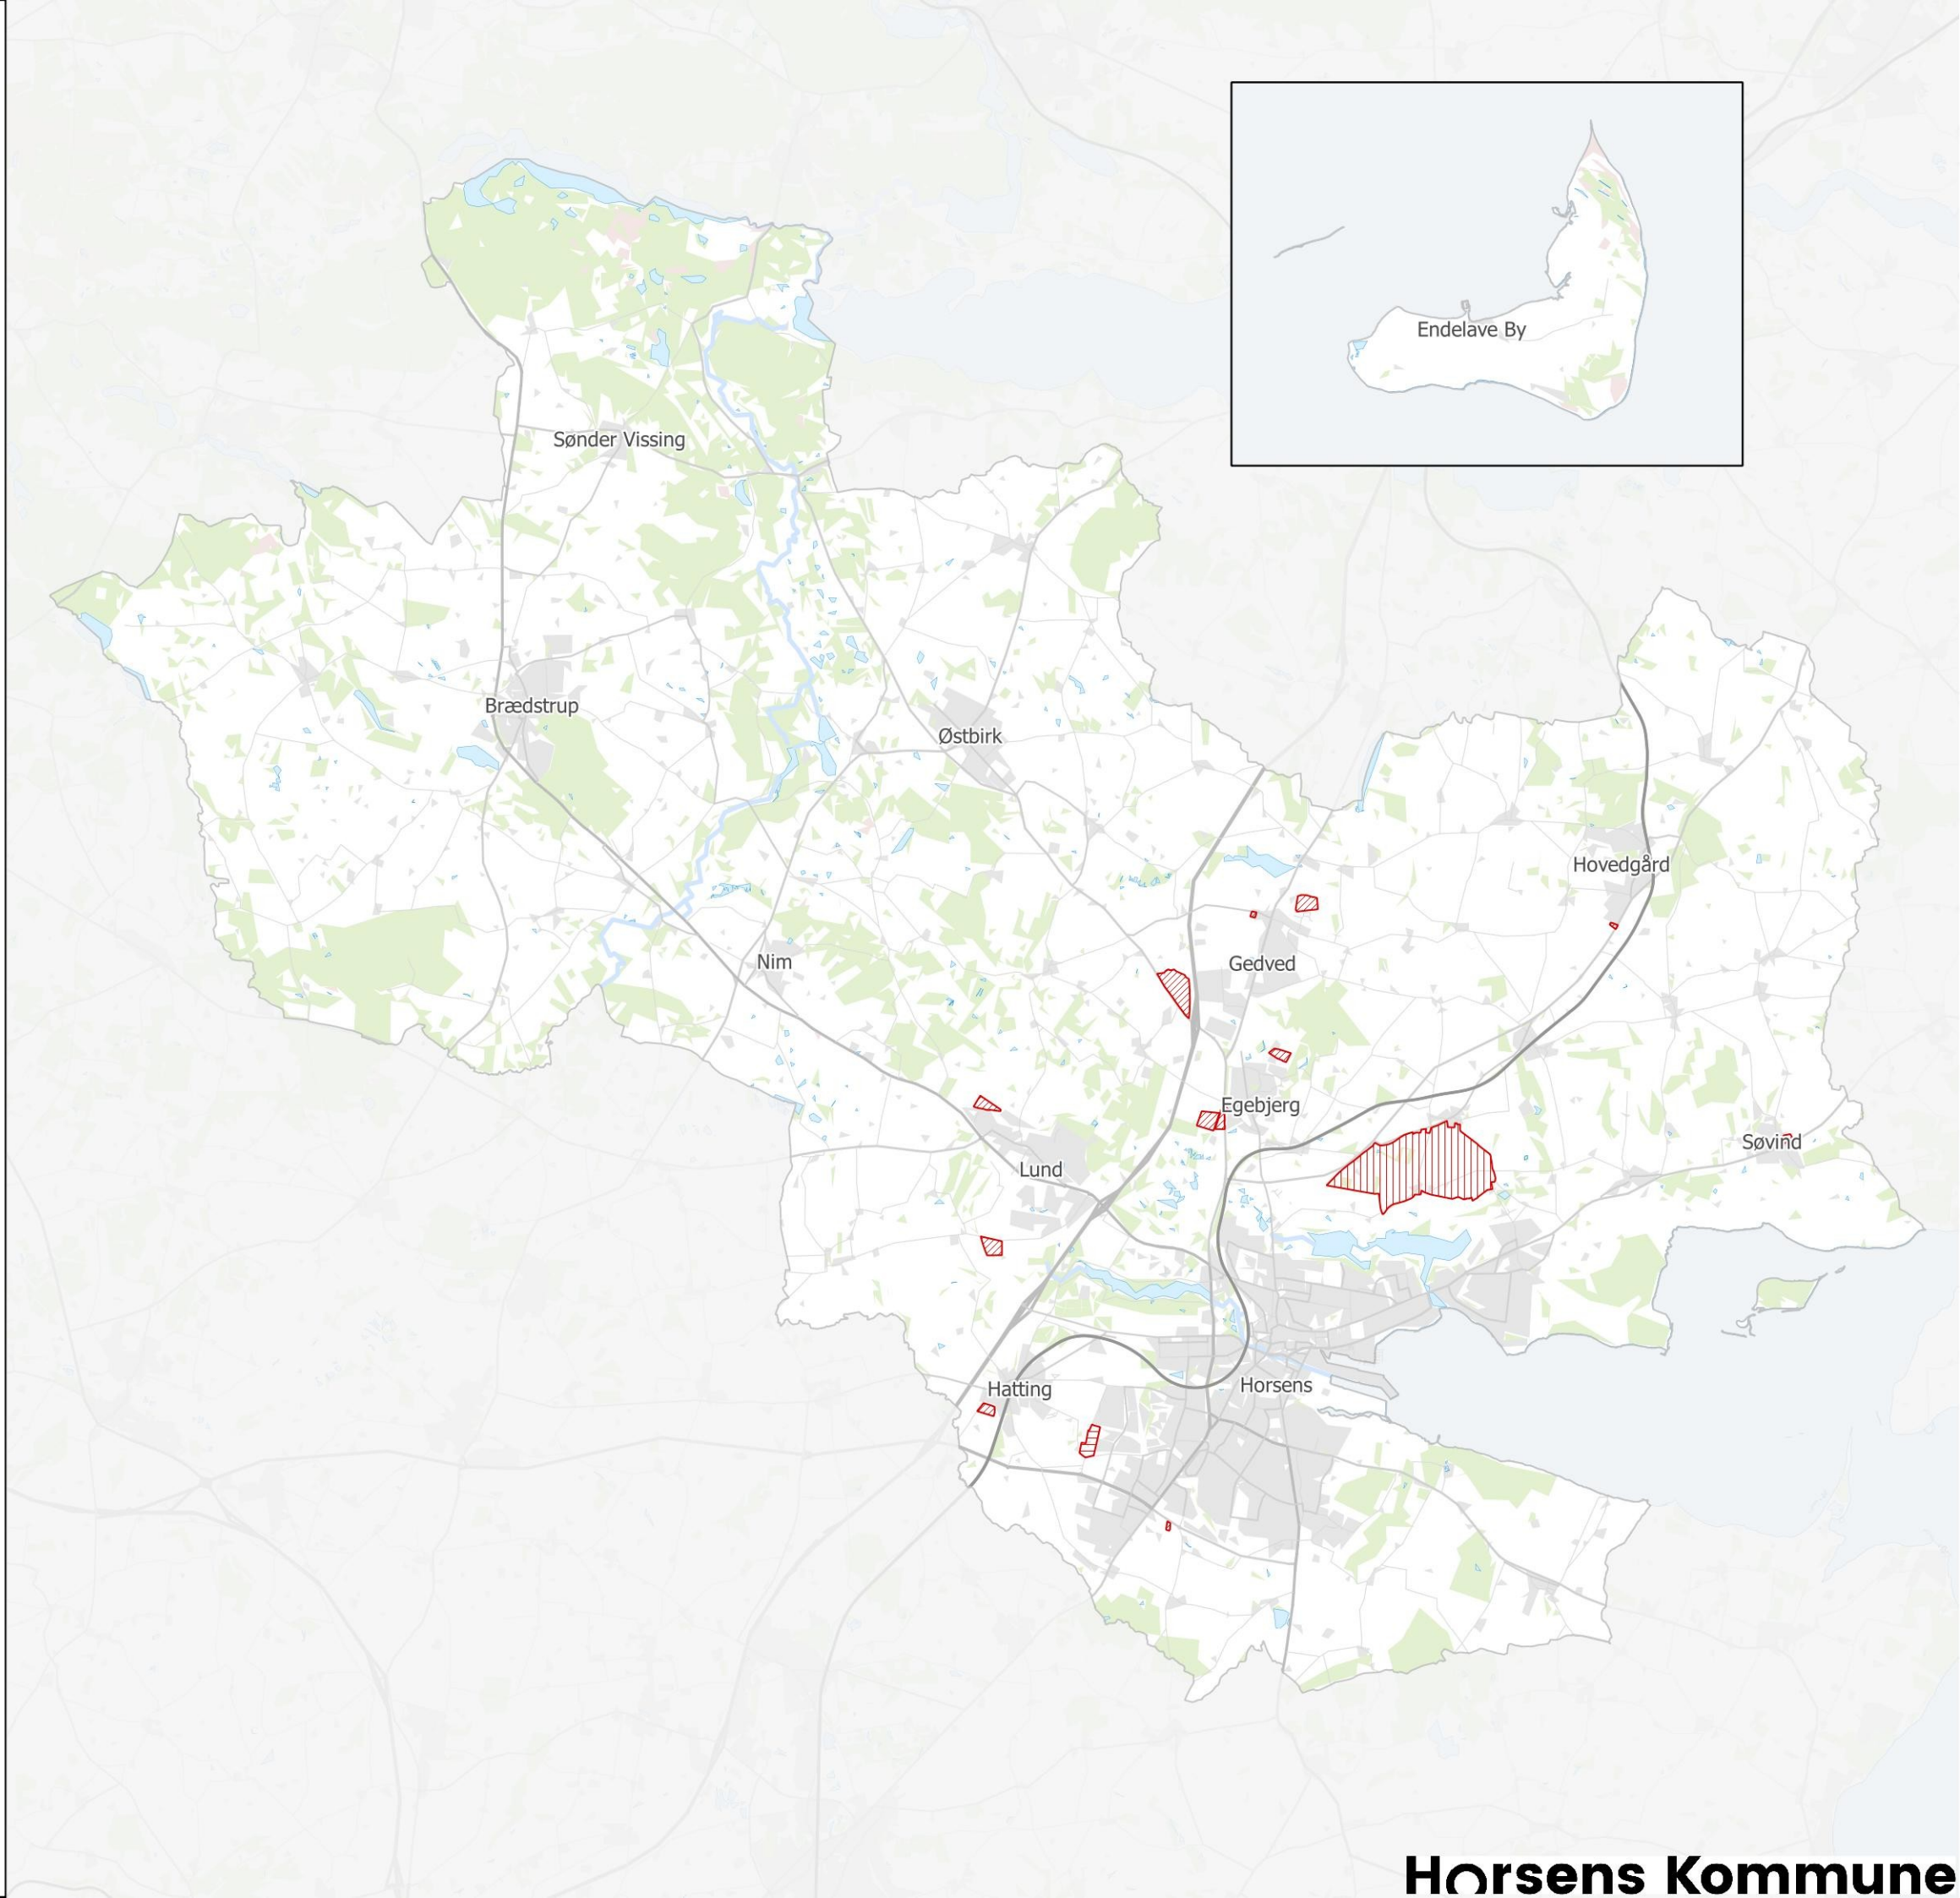 Endelave By
Sønder Vissing
Brædstrup
Østbirk
Hovedgård
Nim
Gedved
Egebjerg
Søvind
Lund
Horsens
Hatting
Horsens Kommune